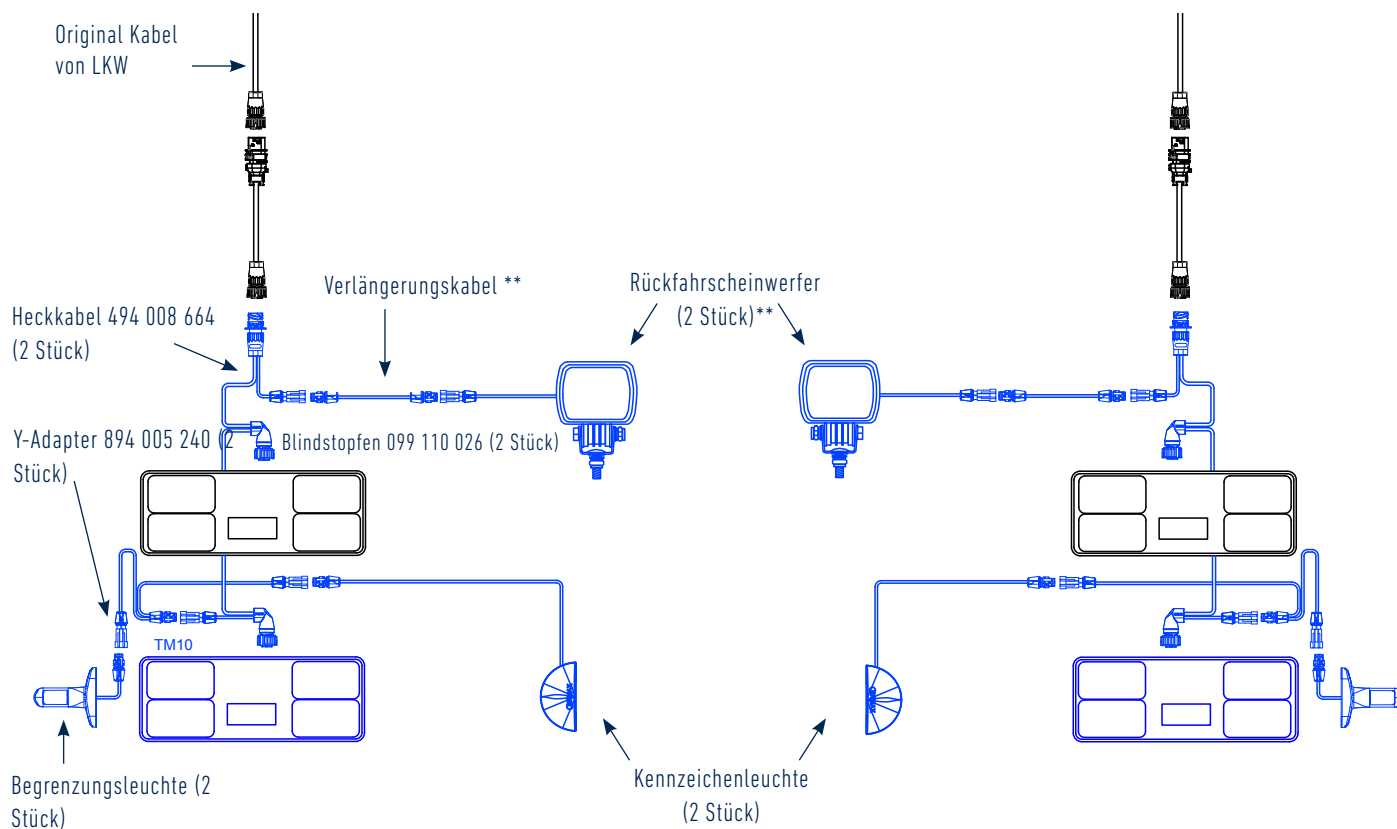 Original Kabel
von LKW
Verlängerungskabel **
Rückfahrscheinwerfer
(2 Stück)**
Heckkabel 494 008 664
(2 Stück)
Y-Adapter 894 005 240 (2
Stück)
Blindstopfen 099 110 026 (2 Stück)
TM10
Begrenzungsleuchte (2
Stück)
Kennzeichenleuchte
(2 Stück)